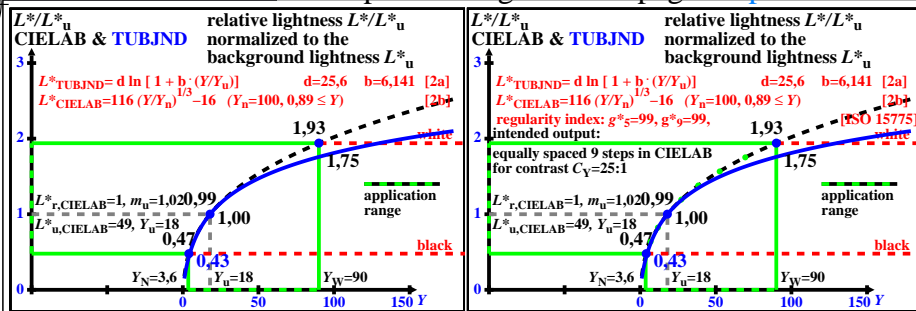 L*/L*u relative lightness L*/L*u
CIELAB & TUBJND normalized to the
background lightness L*u
3
L*TUBJND= d ln [ 1 + b·(Y/Yu)] d=25,6 b=6,141 [2a]
L*CIELAB=116 (Y/Yn)1/3−16 (Yn=100, 0,89 ≤ Y) [2b]
1,93 white
2
1,75
L*r,CIELAB=1, mu=1,02 0,99
application
range
1
1,00
L*u,CIELAB=49, Yu=18
0,47 black
0,43
YN=3,6 Yu=18 YW=90
0 0 50 100 150 Y
L*/L*u relative lightness L*/L*u
CIELAB & TUBJND normalized to the
background lightness L*u
3
L*TUBJND= d ln [ 1 + b·(Y/Yu)] d=25,6 b=6,141 [2a]
L*CIELAB=116 (Y/Yn)1/3−16 (Yn=100, 0,89 ≤ Y) [2b]
regularity index: g*5=99, g*9=99, [ISO 15775]
intended output: 1,93 white
2
equally spaced 9 steps in CIELAB 1,75
for contrast CY=25:1
L*r,CIELAB=1, mu=1,02 0,99
application
range
1
1,00
L*u,CIELAB=49, Yu=18
0,47 black
0,43
YN=3,6 Yu=18 YW=90
0 0 50 100 150 Y